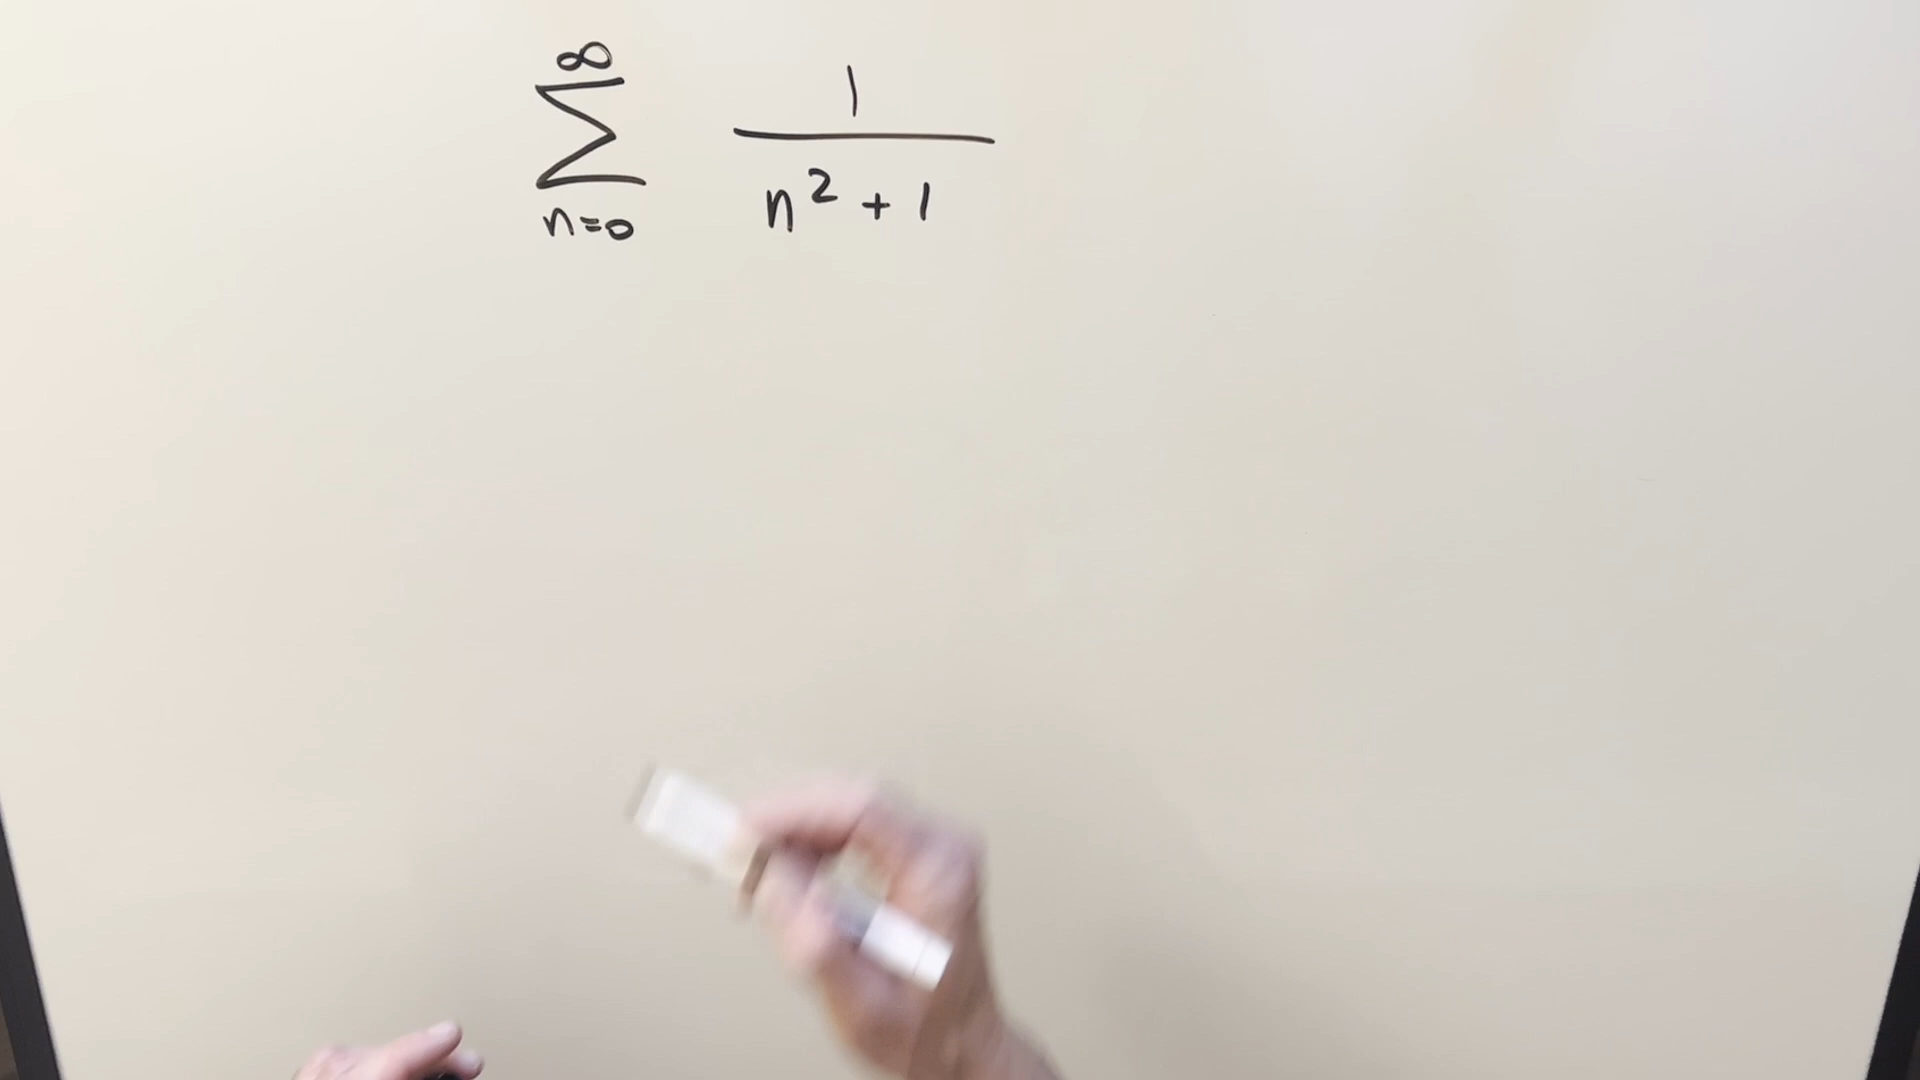 ∞
∑ 1/(n² + 1)
n=0